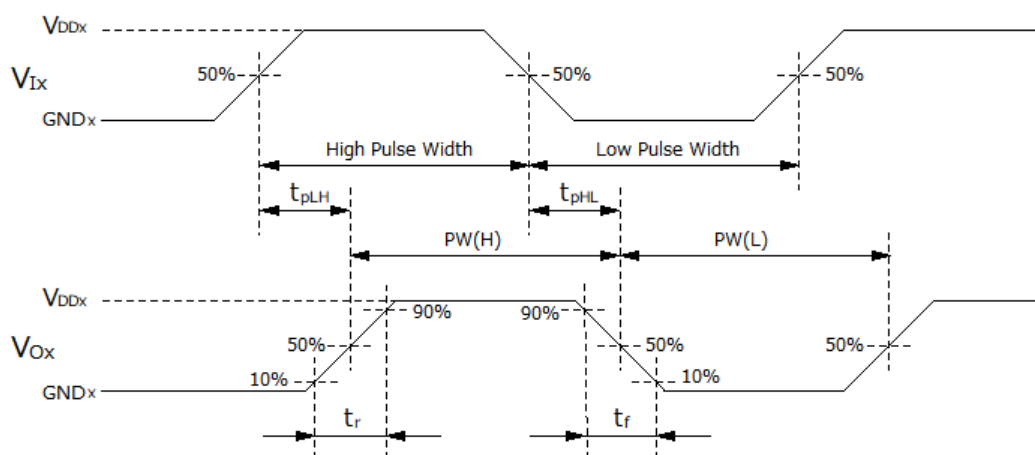 VDDx
VIx
50%
50%
50%
GNDx
High Pulse Width
Low Pulse Width
tpLH
tpHL
PW(H)
PW(L)
VDDx
90%
90%
VOx
50%
50%
50%
10%
10%
GNDx
tr
tf